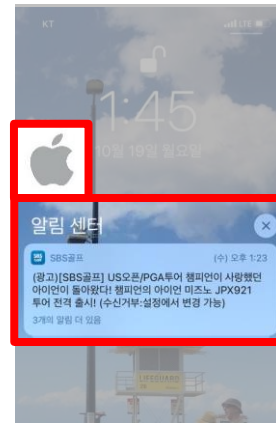 KT
LTE
1:45
10월 19일 월요일
알림 센터
SBS골프 (수) 오후 1:23
(광고)[SBS골프] US오픈/PGA투어 챔피언이 사랑했던
아이언이 돌아왔다! 챔피언의 아이언 미즈노 JPX921
투어 전격 출시! (수신거부:설정에서 변경 가능)
3개의 알림 더 있음
LIFEGUARD